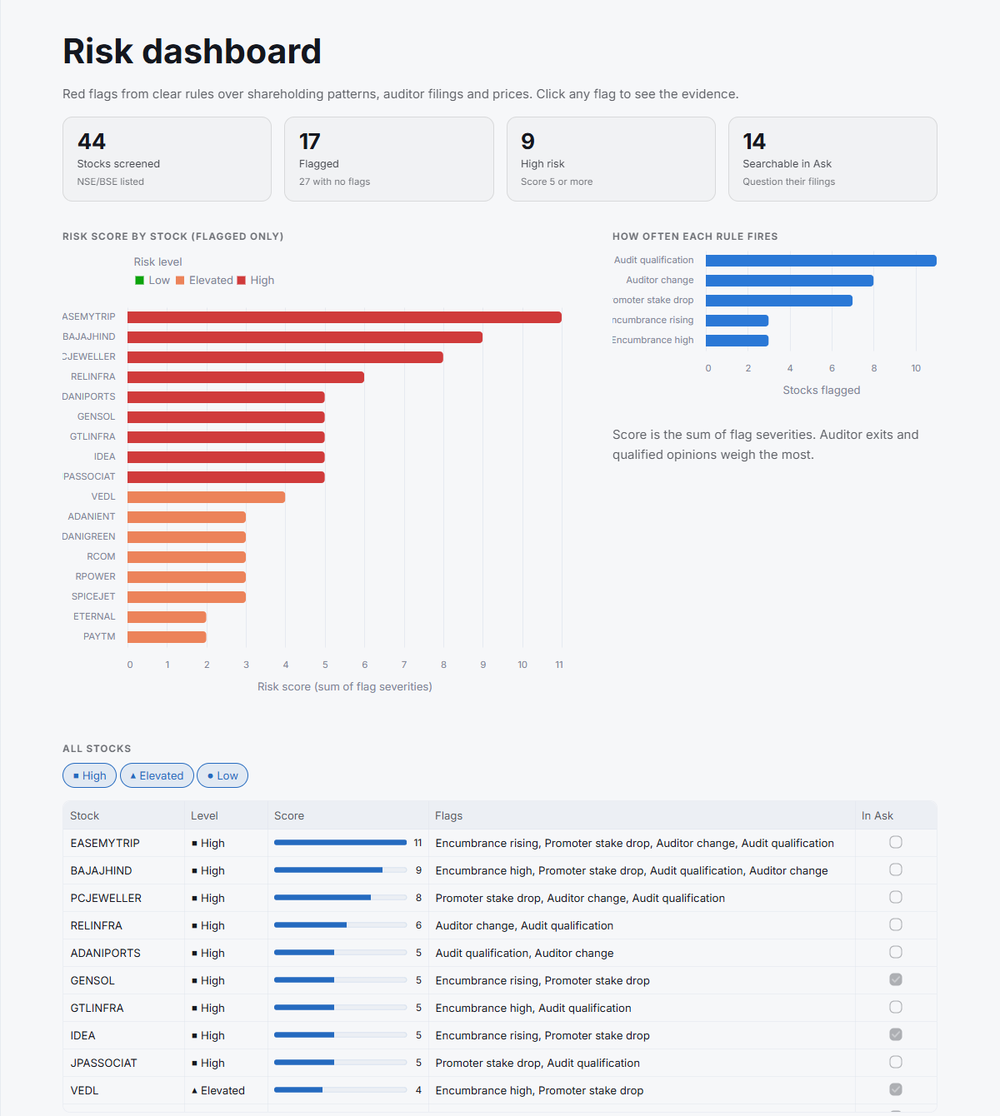 Risk dashboard
Red flags from clear rules over shareholding patterns, auditor filings and prices. Click any flag to see the evidence.
44
Stocks screened
NSE/BSE listed
17
Flagged
27 with no flags
9
High risk
Score 5 or more
14
Searchable in Ask
Question their filings
RISK SCORE BY STOCK (FLAGGED ONLY)
Risk level
Low Elevated High
EASEMYTRIP
BAJAJHIND
CJEWELLER
RELINFRA
DANIPORTS
GENSOL
GTLINFRA
IDEA
PASSOCIAT
VEDL
ADANIENT
DANIGREEN
RCOM
RPOWER
SPICEJET
ETERNAL
PAYTM
0 1 2 3 4 5 6 7 8 9 10 11
Risk score (sum of flag severities)
HOW OFTEN EACH RULE FIRES
Audit qualification
Auditor change
omoter stake drop
ncumbrance rising
Encumbrance high
0 2 4 6 8 10
Stocks flagged
Score is the sum of flag severities. Auditor exits and
qualified opinions weigh the most.
ALL STOCKS
High Elevated Low
Stock Level Score Flags In Ask
EASEMYTRIP High 11 Encumbrance rising, Promoter stake drop, Auditor change, Audit qualification
BAJAJHIND High 9 Encumbrance high, Promoter stake drop, Audit qualification, Auditor change
PCJEWELLER High 8 Promoter stake drop, Auditor change, Audit qualification
RELINFRA High 6 Auditor change, Audit qualification
ADANIPORTS High 5 Audit qualification, Auditor change
GENSOL High 5 Encumbrance rising, Promoter stake drop
GTLINFRA High 5 Encumbrance high, Audit qualification
IDEA High 5 Encumbrance rising, Promoter stake drop
JPASSOCIAT High 5 Promoter stake drop, Audit qualification
VEDL Elevated 4 Encumbrance high, Promoter stake drop